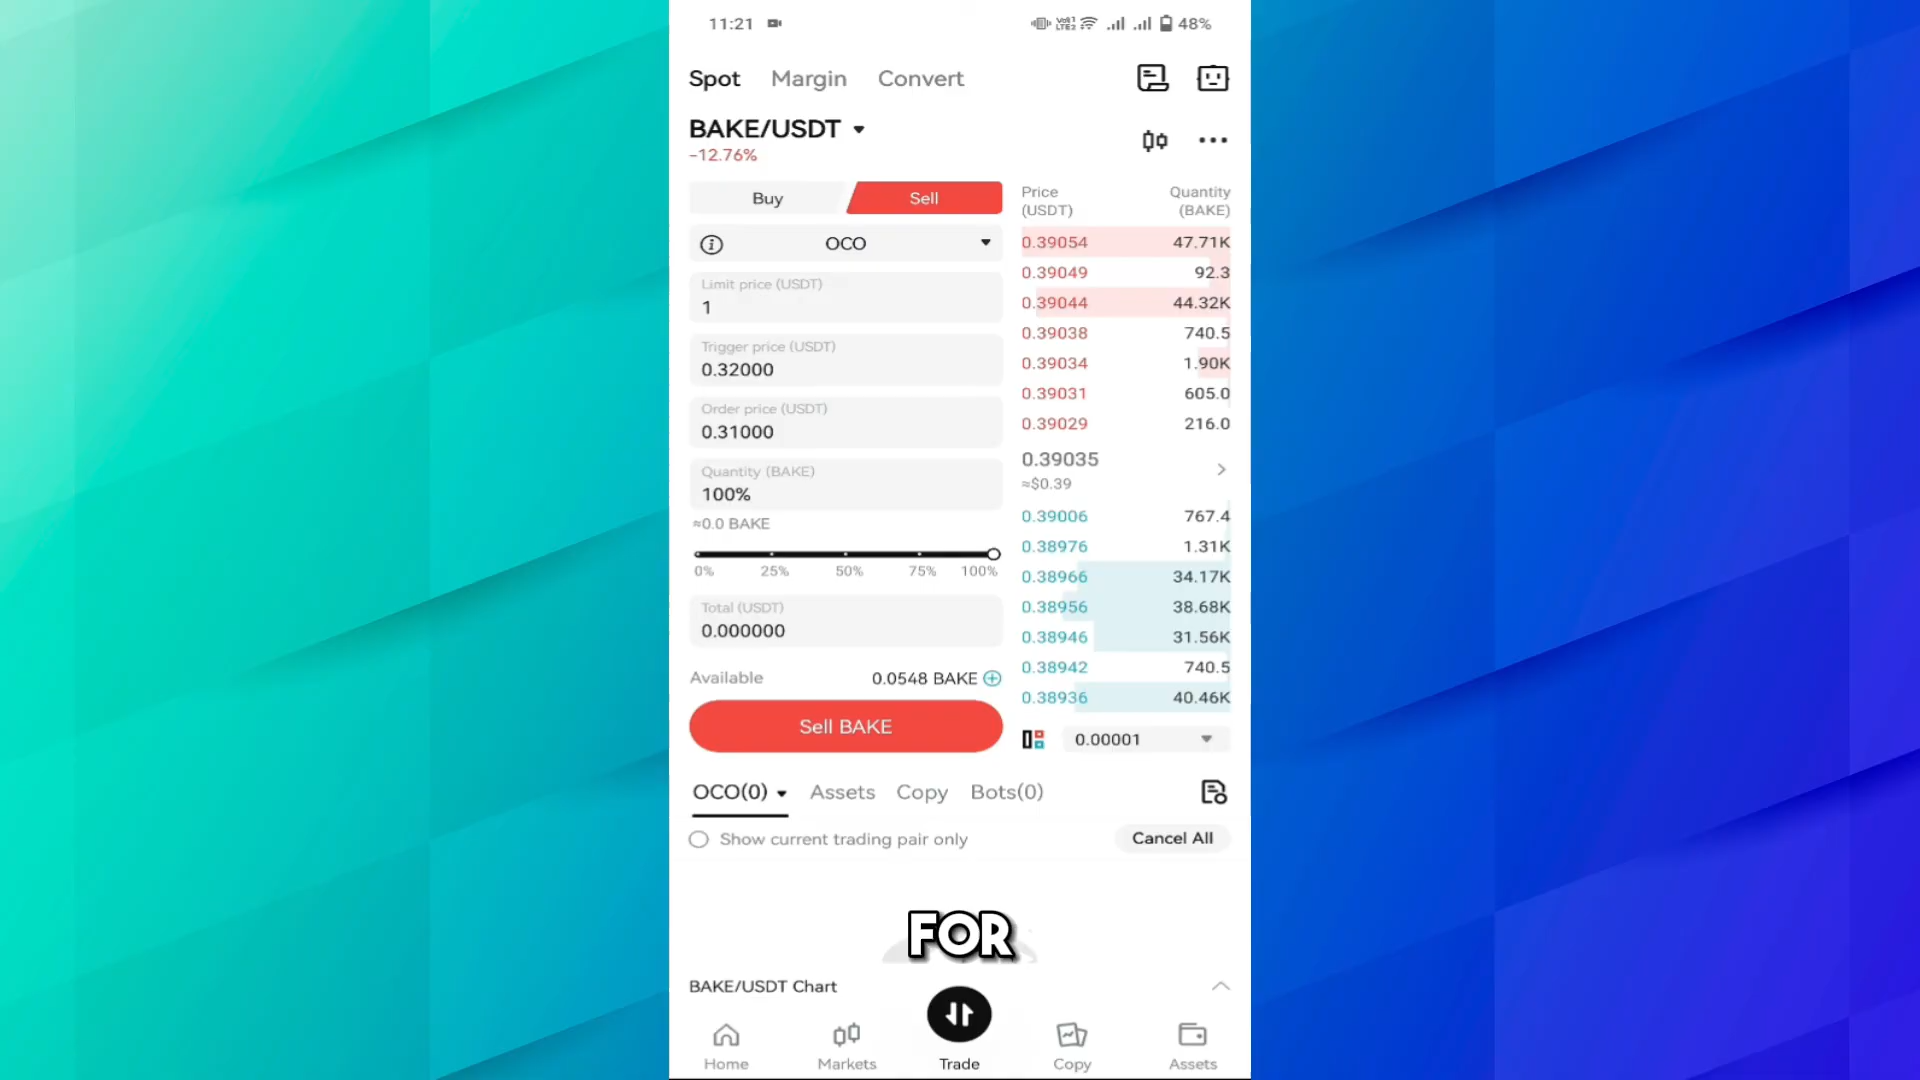 11:21 48%
Spot Margin Convert
BAKE/USDT
-12.76%
Buy Sell
OCO
Limit price (USDT)
1
Trigger price (USDT)
0.32000
Order price (USDT)
0.31000
Quantity (BAKE)
100%
≈0.0 BAKE
0% 25% 50% 75% 100%
Total (USDT)
0.000000
Available 0.0548 BAKE
Sell BAKE
Price Quantity
(USDT) (BAKE)
0.39054 47.71K
0.39049 92.3
0.39044 44.32K
0.39038 740.5
0.39034 1.90K
0.39031 605.0
0.39029 216.0
0.39035
≈$0.39
0.39006 767.4
0.38976 1.31K
0.38966 34.17K
0.38956 38.68K
0.38946 31.56K
0.38942 740.5
0.38936 40.46K
0.00001
OCO(0) Assets Copy Bots(0)
Show current trading pair only Cancel All
FOR
BAKE/USDT Chart
Home Markets Trade Copy Assets